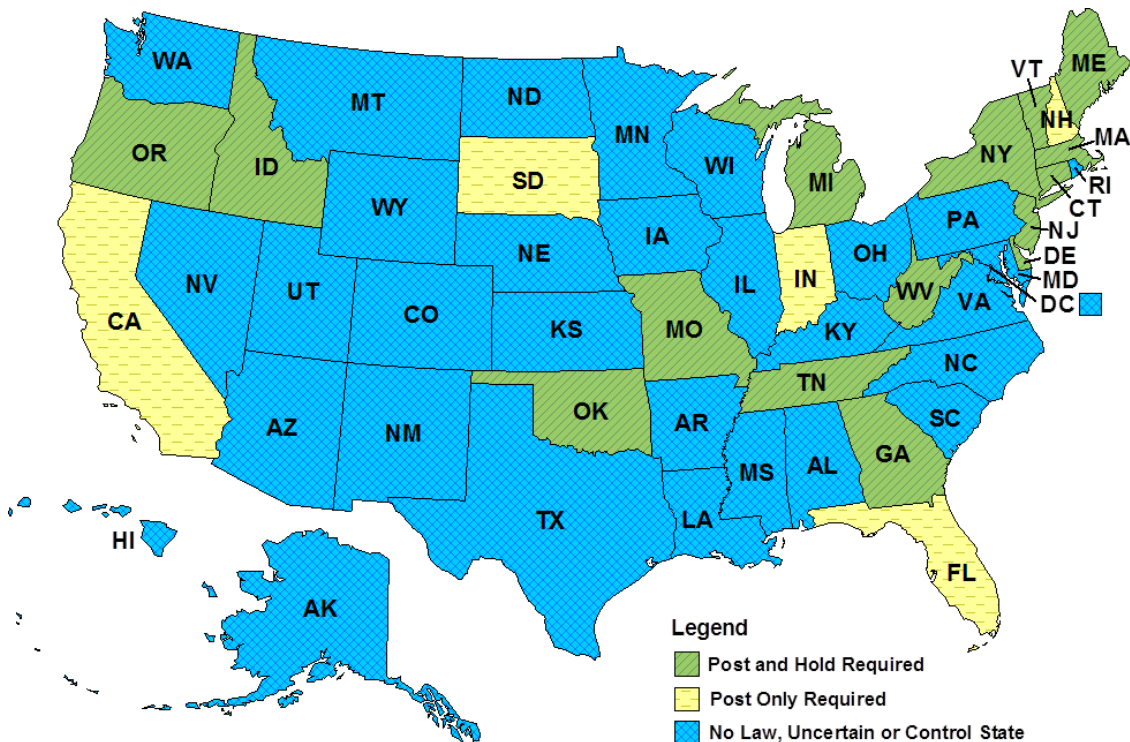 WA
MT
ND
MN
VT
ME
NH
MA
OR
ID
SD
WI
MI
NY
RI
WY
CT
IA
PA
NJ
NE
OH
DE
NV
UT
IL
IN
MD
CA
CO
WV
VA
DC
KS
MO
KY
NC
TN
OK
AZ
NM
AR
SC
MS
AL
GA
TX
LA
HI
FL
AK
Legend
Post and Hold Required
Post Only Required
No Law, Uncertain or Control State